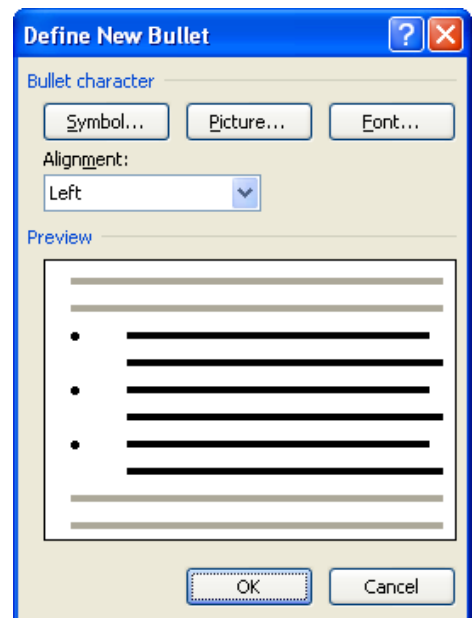 Define New Bullet
Bullet character
Symbol... Picture... Font...
Alignment:
Left
Preview
OK Cancel